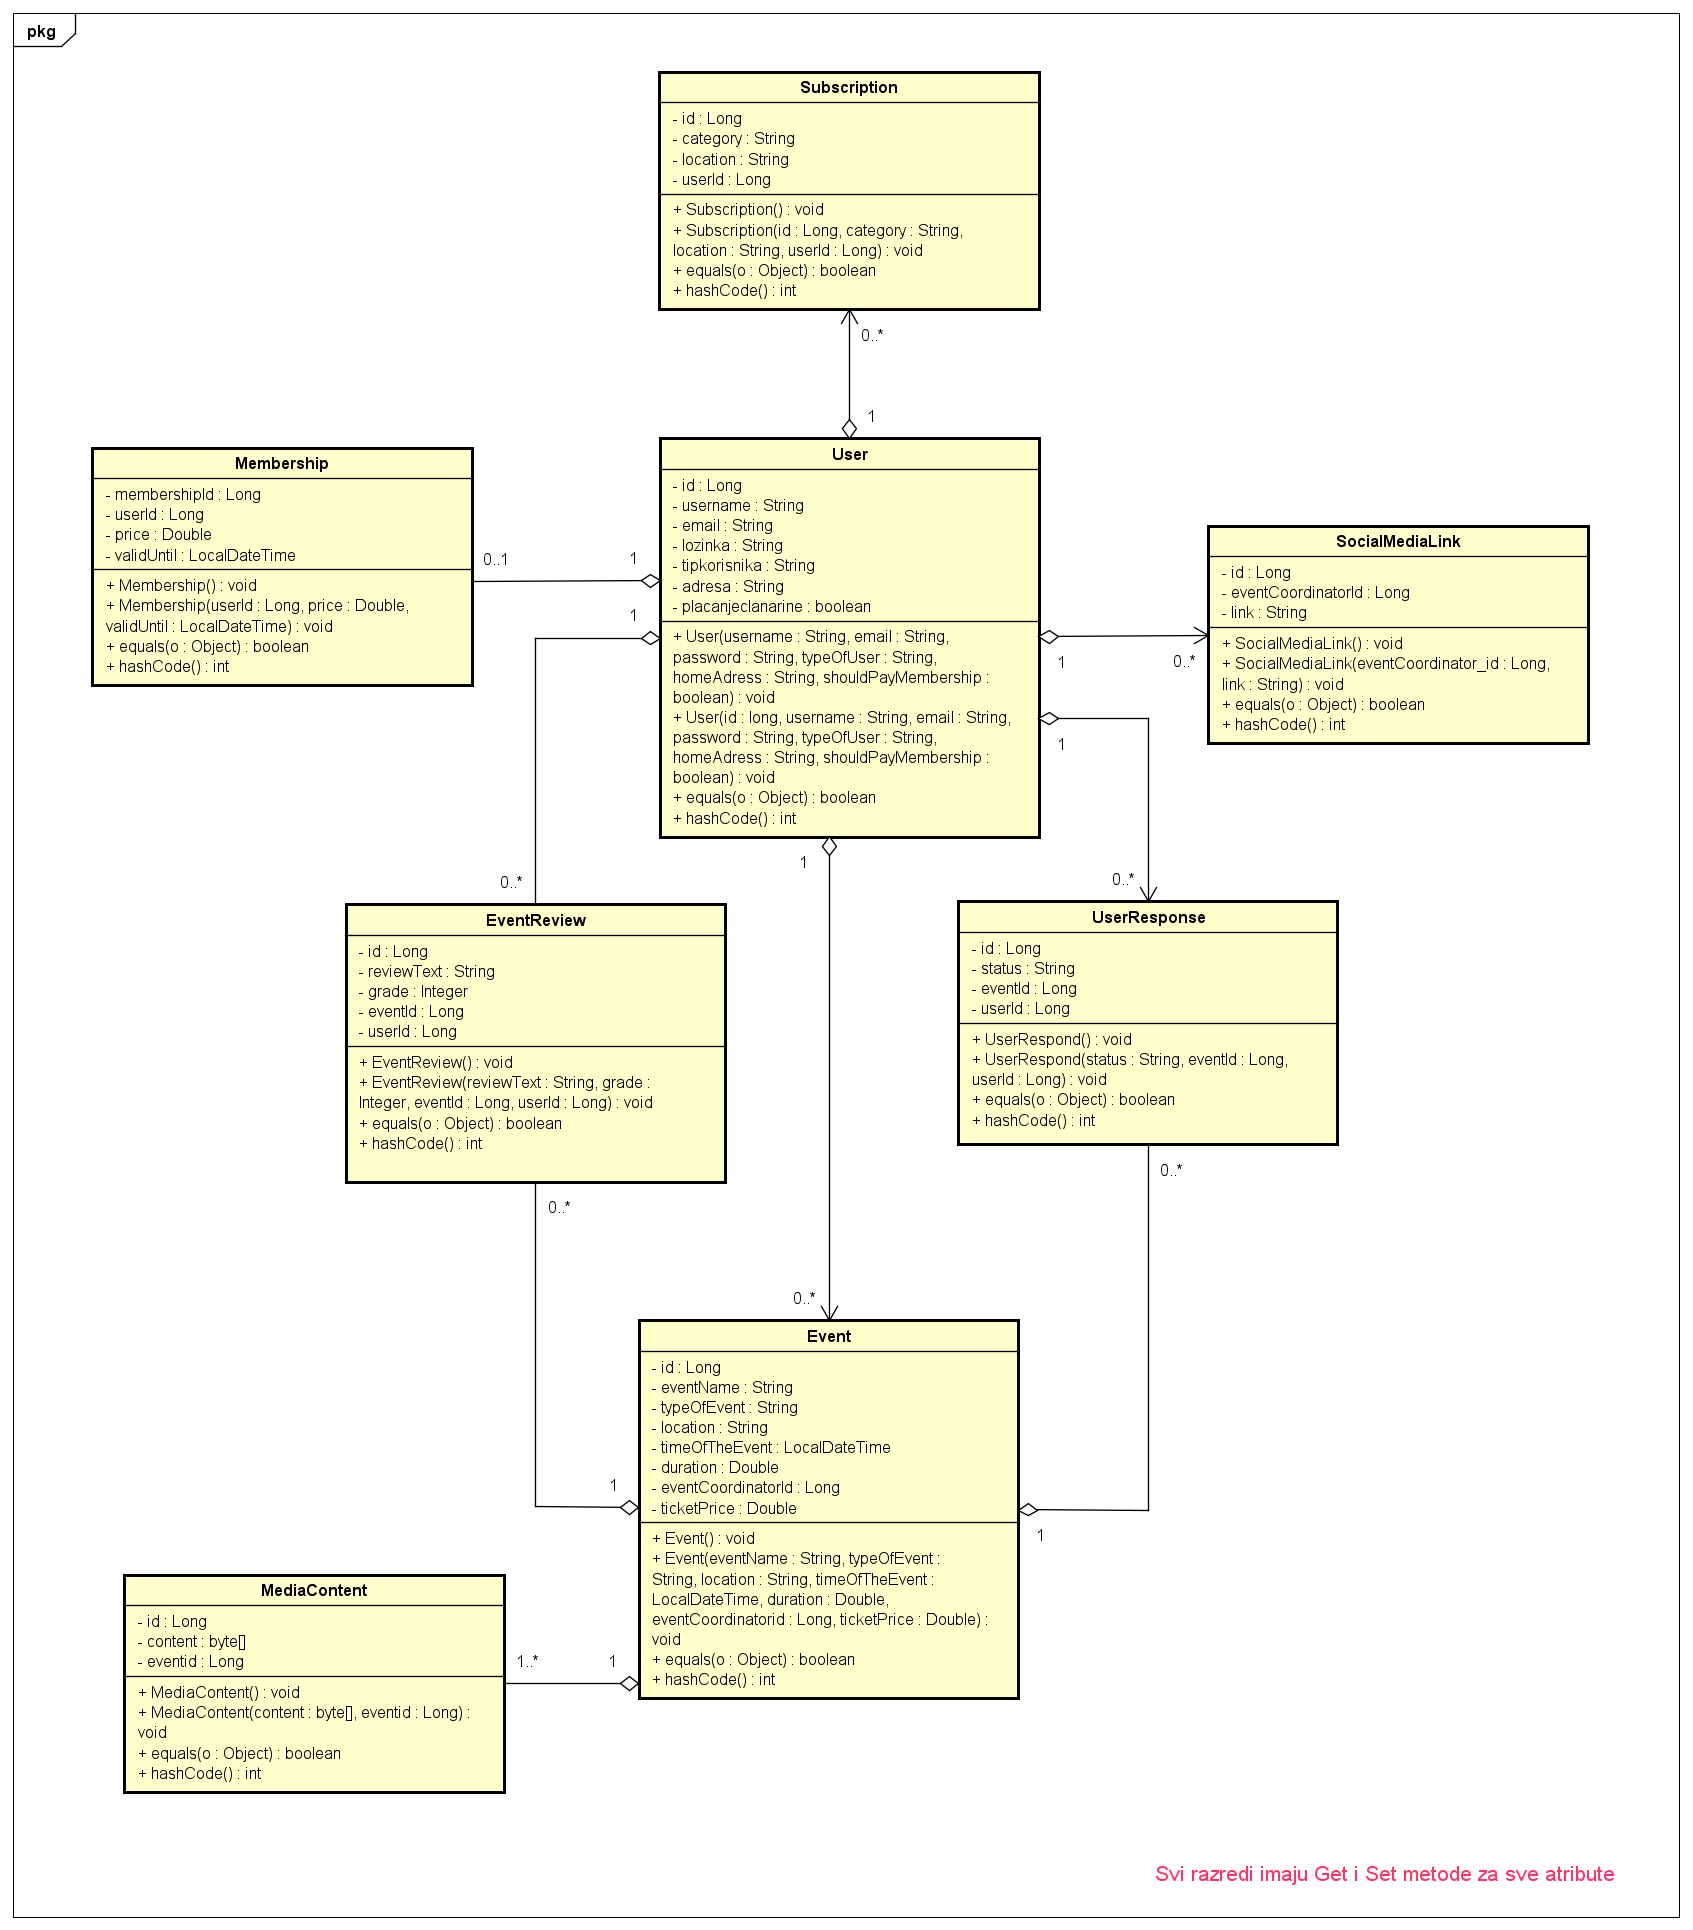 pkg
Subscription
- id : Long
- category : String
- location : String
- userId : Long
+ Subscription() : void
+ Subscription(id : Long, category : String,
location : String, userId : Long) : void
+ equals(o : Object) : boolean
+ hashCode() : int
0..*
1
Membership
- membershipId : Long
- userId : Long
- price : Double
- validUntil : LocalDateTime
+ Membership() : void
+ Membership(userId : Long, price : Double,
validUntil : LocalDateTime) : void
+ equals(o : Object) : boolean
+ hashCode() : int
0..1
1
1
User
- id : Long
- username : String
- email : String
- lozinka : String
- tipkorisnika : String
- adresa : String
- placanjeclanarine : boolean
+ User(username : String, email : String,
password : String, typeOfUser : String,
homeAdress : String, shouldPayMembership :
boolean) : void
+ User(id : long, username : String, email : String,
password : String, typeOfUser : String,
homeAdress : String, shouldPayMembership :
boolean) : void
+ equals(o : Object) : boolean
+ hashCode() : int
1
0..*
1
SocialMediaLink
- id : Long
- eventCoordinatorId : Long
- link : String
+ SocialMediaLink() : void
+ SocialMediaLink(eventCoordinator_id : Long,
link : String) : void
+ equals(o : Object) : boolean
+ hashCode() : int
1
0..*
0..*
EventReview
- id : Long
- reviewText : String
- grade : Integer
- eventId : Long
- userId : Long
+ EventReview() : void
+ EventReview(reviewText : String, grade :
Integer, eventId : Long, userId : Long) : void
+ equals(o : Object) : boolean
+ hashCode() : int
0..*
UserResponse
- id : Long
- status : String
- eventId : Long
- userId : Long
+ UserRespond() : void
+ UserRespond(status : String, eventId : Long,
userId : Long) : void
+ equals(o : Object) : boolean
+ hashCode() : int
0..*
0..*
Event
- id : Long
- eventName : String
- typeOfEvent : String
- location : String
- timeOfTheEvent : LocalDateTime
- duration : Double
- eventCoordinatorId : Long
- ticketPrice : Double
+ Event() : void
+ Event(eventName : String, typeOfEvent :
String, location : String, timeOfTheEvent :
LocalDateTime, duration : Double,
eventCoordinatorid : Long, ticketPrice : Double) :
void
+ equals(o : Object) : boolean
+ hashCode() : int
1
1
MediaContent
- id : Long
- content : byte[]
- eventid : Long
+ MediaContent() : void
+ MediaContent(content : byte[], eventid : Long) :
void
+ equals(o : Object) : boolean
+ hashCode() : int
1..*
1
Svi razredi imaju Get i Set metode za sve atribute